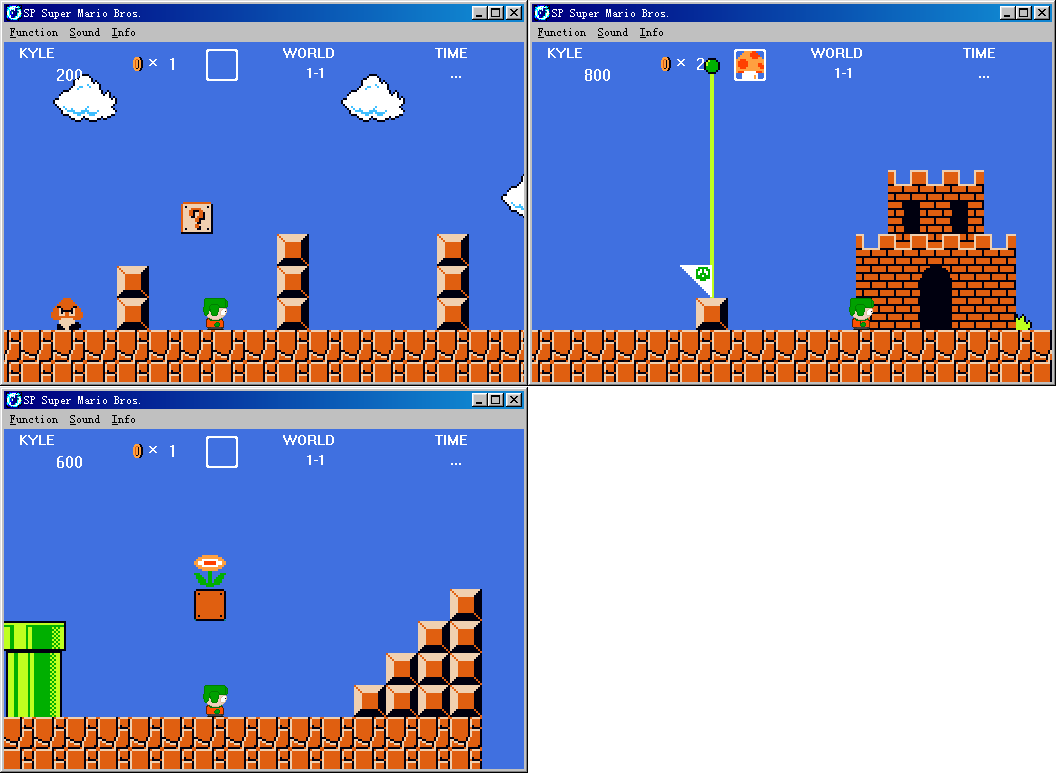 SP Super Mario Bros.
Function Sound Info
KYLE WORLD TIME
200 × 1 1-1 ...
?
SP Super Mario Bros.
Function Sound Info
KYLE WORLD TIME
800 × 2 1-1 ...
SP Super Mario Bros.
Function Sound Info
KYLE WORLD TIME
600 × 1 1-1 ...